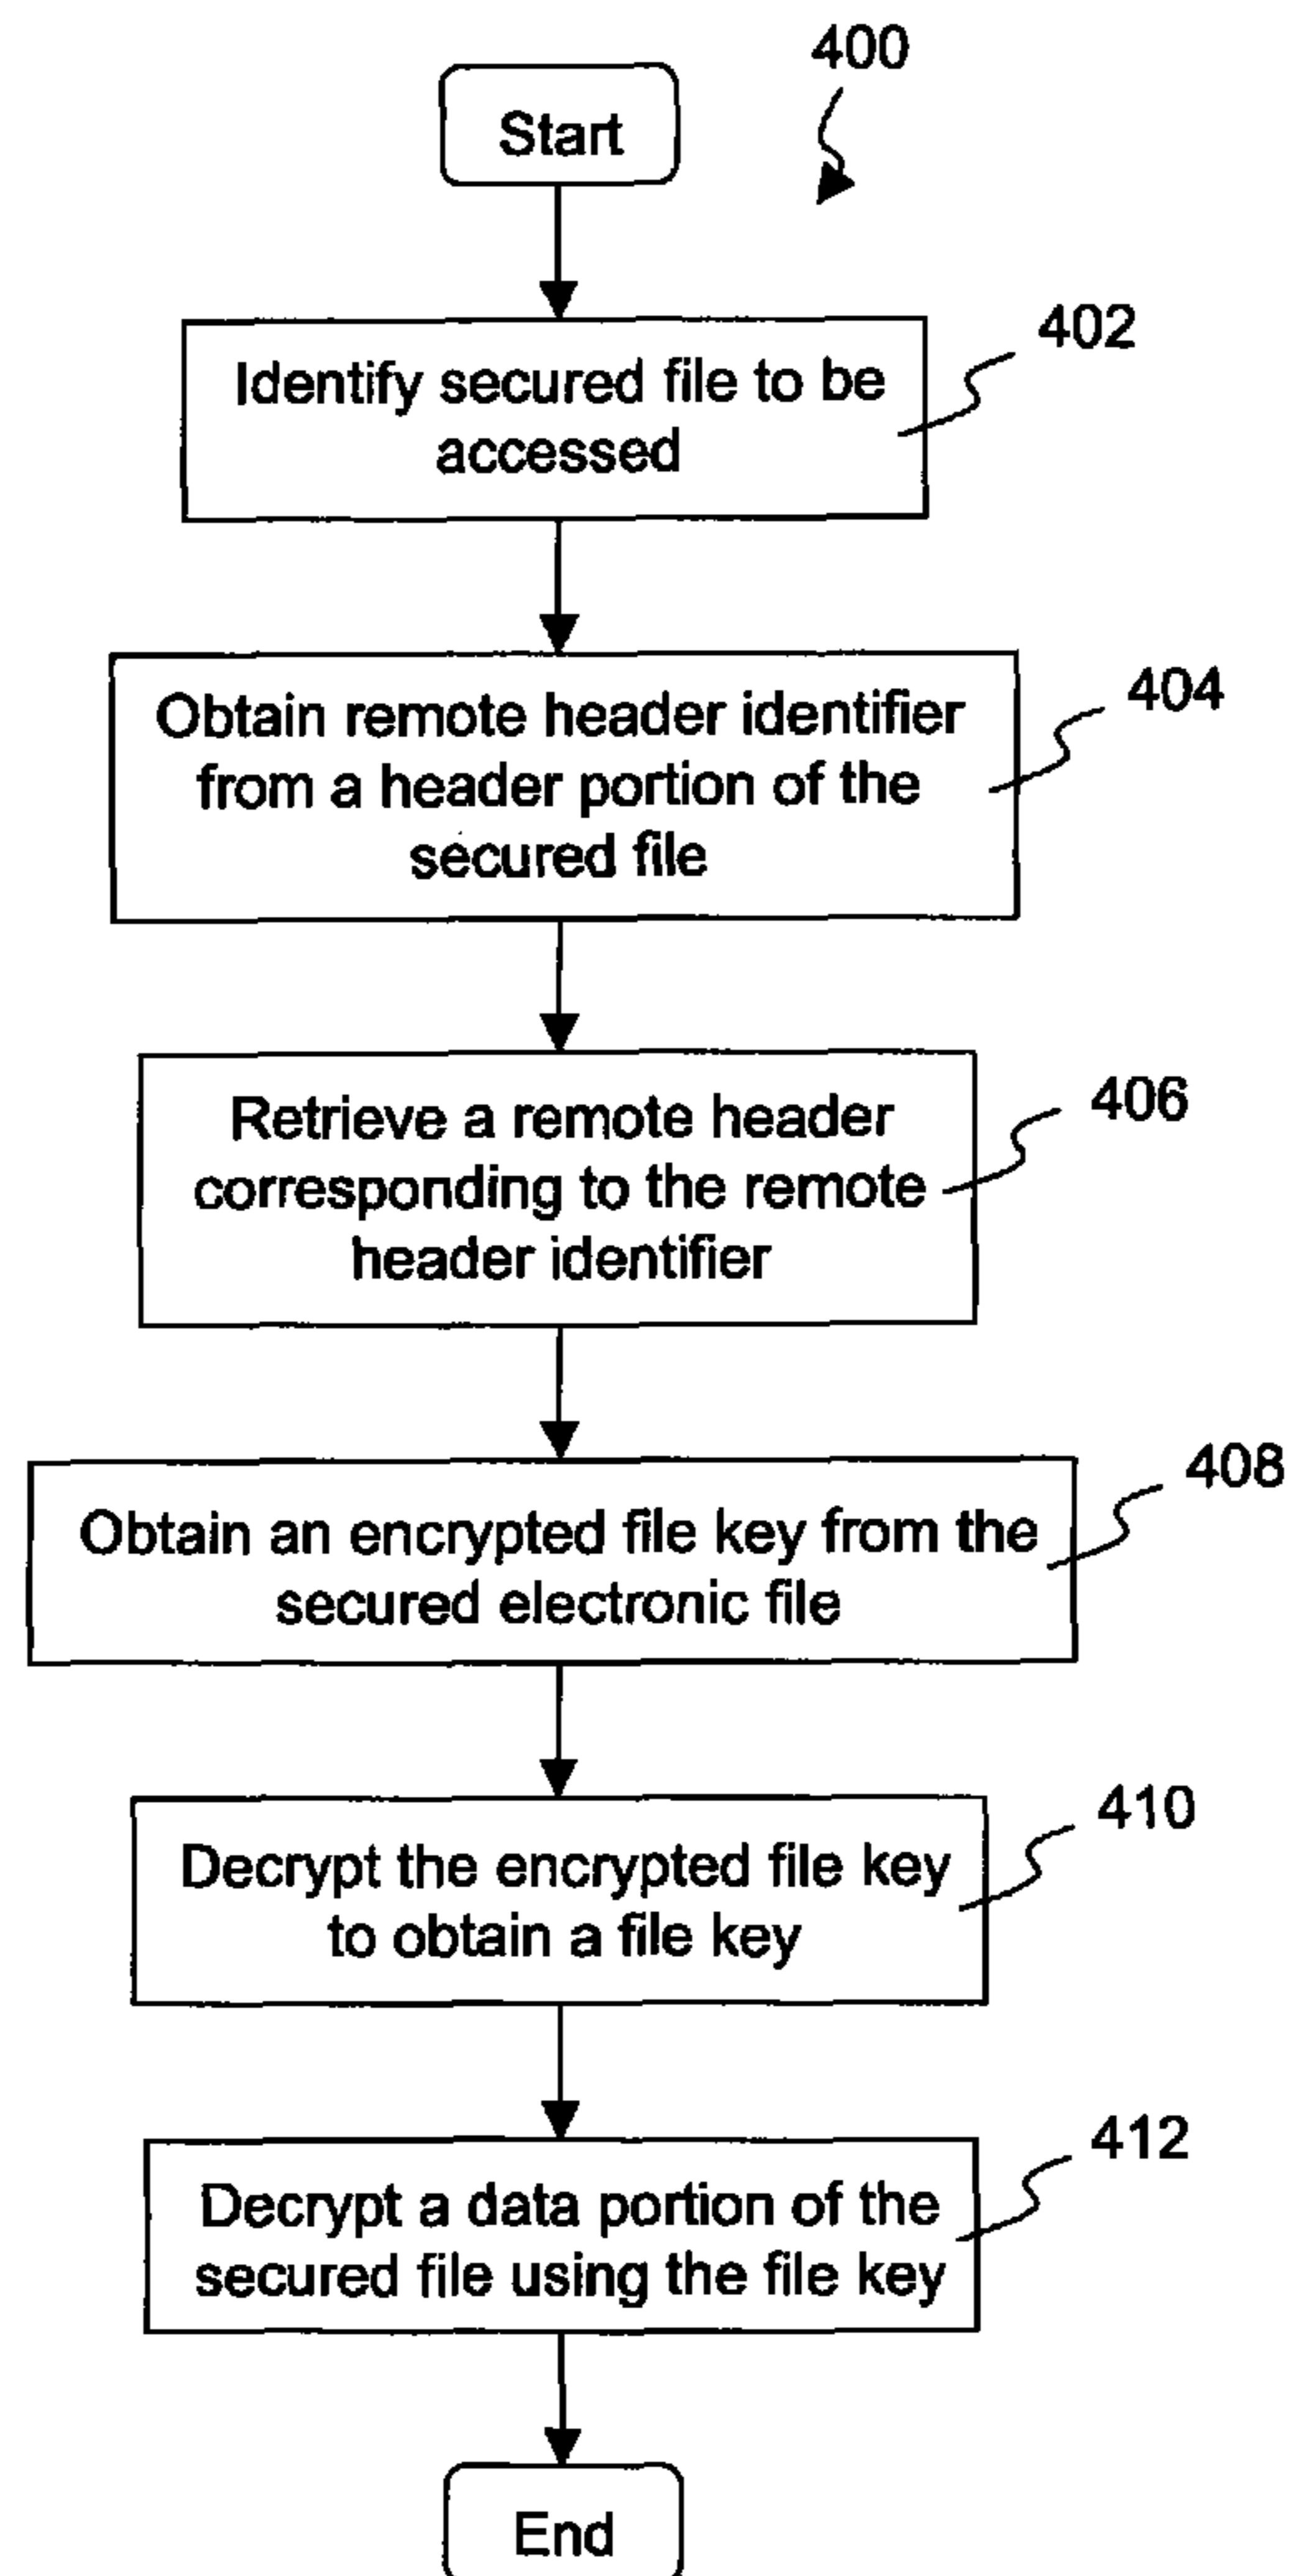 400
Start
402
Identify secured file to be
accessed
404
Obtain remote header identifier
from a header portion of the
secured file
406
Retrieve a remote header
corresponding to the remote
header identifier
408
Obtain an encrypted file key from the
secured electronic file
410
Decrypt the encrypted file key
to obtain a file key
412
Decrypt a data portion of the
secured file using the file key
End